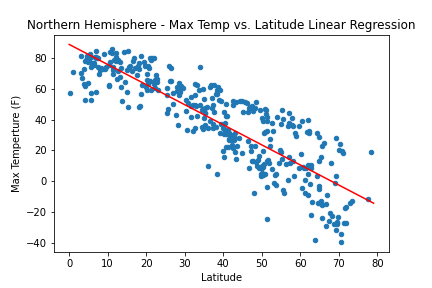 Northern Hemisphere - Max Temp vs. Latitude Linear Regression
80
60
40
20
0
−20
−40
Max Temperture (F)
0 10 20 30 40 50 60 70 80
Latitude